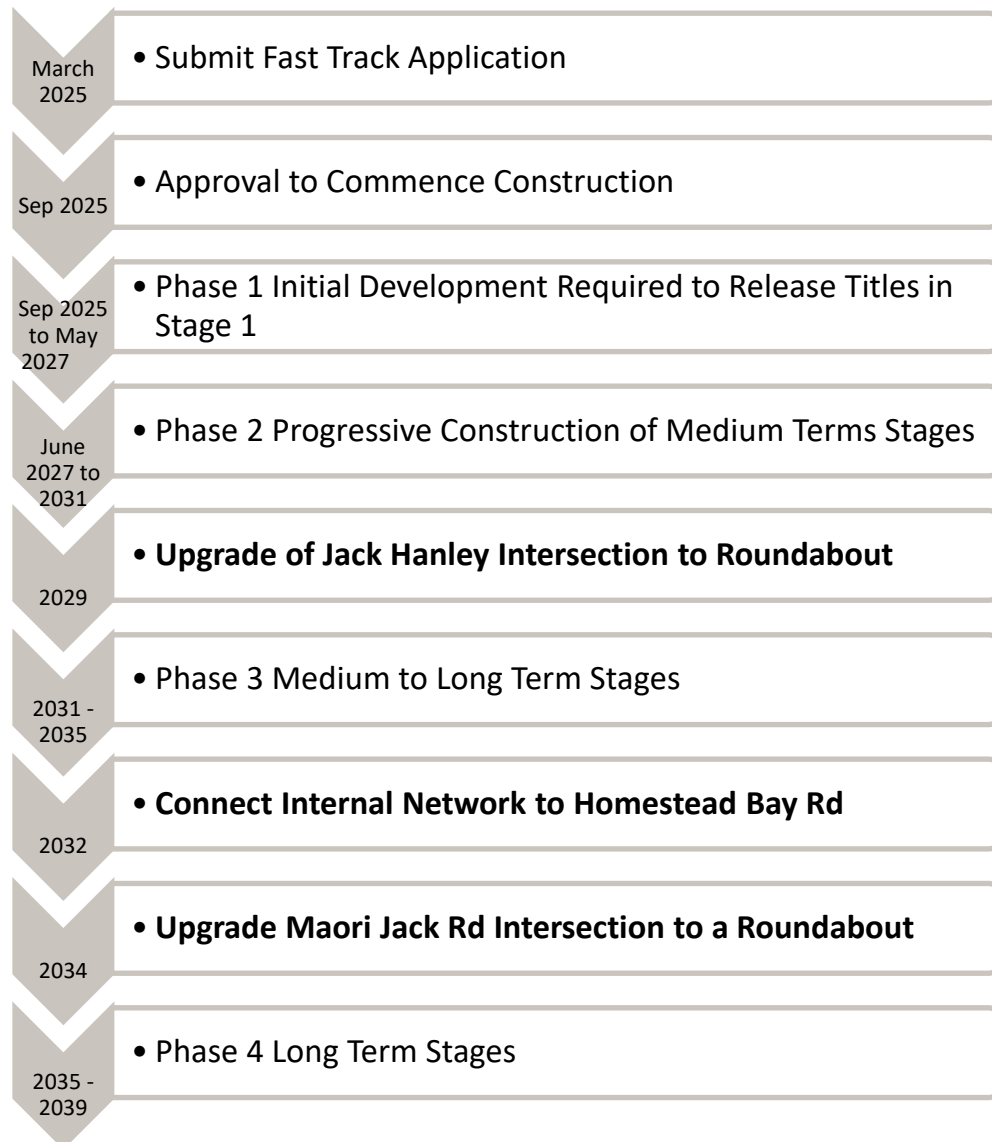 March
2025
• Submit Fast Track Application
Sep 2025
• Approval to Commence Construction
Sep 2025
to May
2027
• Phase 1 Initial Development Required to Release Titles in
Stage 1
June
2027 to
2031
• Phase 2 Progressive Construction of Medium Terms Stages
2029
• Upgrade of Jack Hanley Intersection to Roundabout
2031 -
2035
• Phase 3 Medium to Long Term Stages
2032
• Connect Internal Network to Homestead Bay Rd
2034
• Upgrade Maori Jack Rd Intersection to a Roundabout
2035 -
2039
• Phase 4 Long Term Stages